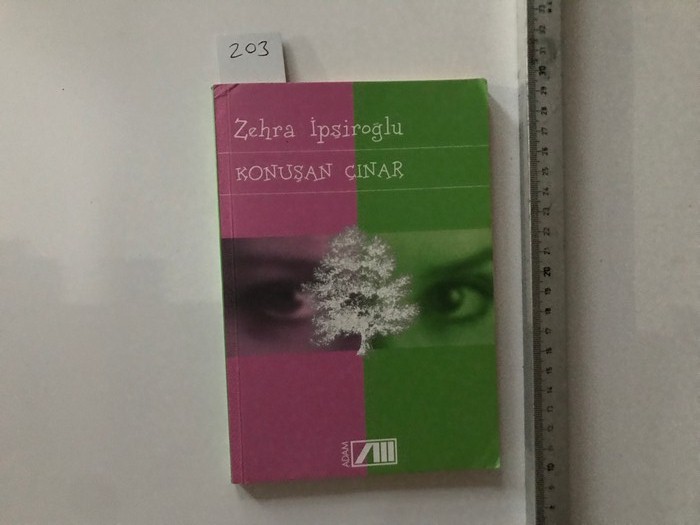 203
Zehra İpşiroğlu
KONUŞAN ÇINAR
ADAM